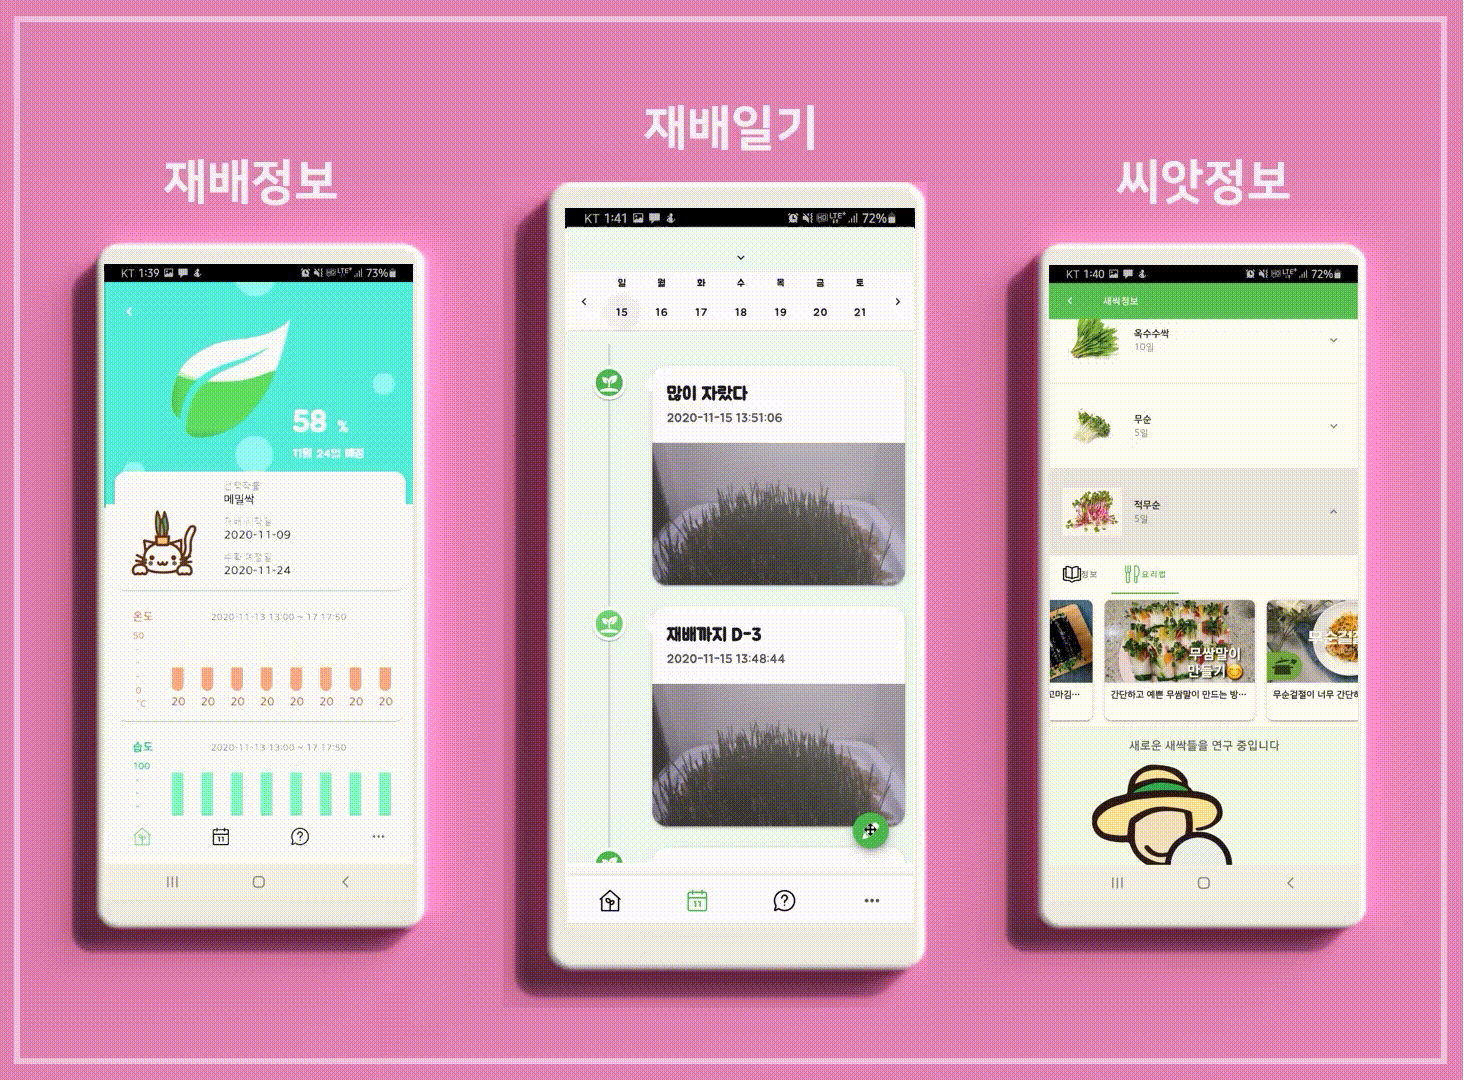 재배정보
재배일기
씨앗정보
KT 1:39
LTE+ 73%
58 %
11월 24일 예정
선택작물
메밀싹
재배 시작일
2020-11-09
수확 예정일
2020-11-24
온도
2020-11-13 13:00 ~ 17 17:50
50
0
°C
20 20 20 20 20 20 20 20
습도
2020-11-13 13:00 ~ 17 17:50
100
11
KT 1:41
LTE+ 72%
일 월 화 수 목 금 토
15 16 17 18 19 20 21
많이 자랐다
2020-11-15 13:51:06
재배까지 D-3
2020-11-15 13:48:44
11
KT 1:40
LTE+ 72%
새싹정보
옥수수싹
10일
무순
5일
적무순
5일
정보
요리법
무쌈말이
만들기
무순겉절
꼬마김...
간단하고 예쁜 무쌈말이 만드는 방...
무순겉절이 너무 간단하
새로운 새싹들을 연구 중입니다